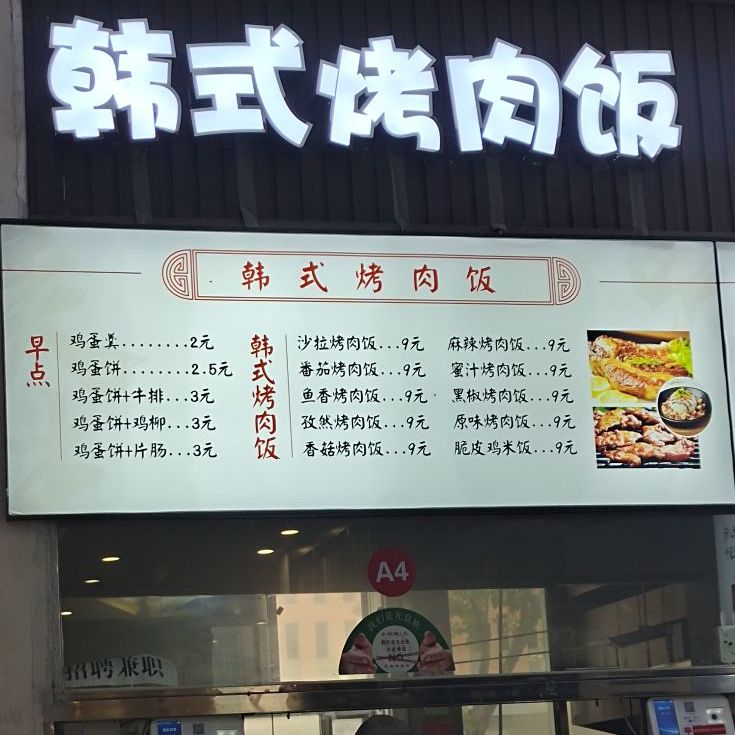 韩式烤肉饭
韩式烤肉饭
早点
鸡蛋羹........2元
鸡蛋饼........2.5元
鸡蛋饼+牛排...3元
鸡蛋饼+鸡柳...3元
鸡蛋饼+片肠...3元
韩式烤肉饭
沙拉烤肉饭...9元
番茄烤肉饭...9元
鱼香烤肉饭...9元
孜然烤肉饭...9元
香菇烤肉饭...9元
麻辣烤肉饭...9元
蜜汁烤肉饭...9元
黑椒烤肉饭...9元
原味烤肉饭...9元
脆皮鸡米饭...9元
A4
NO
招聘兼职